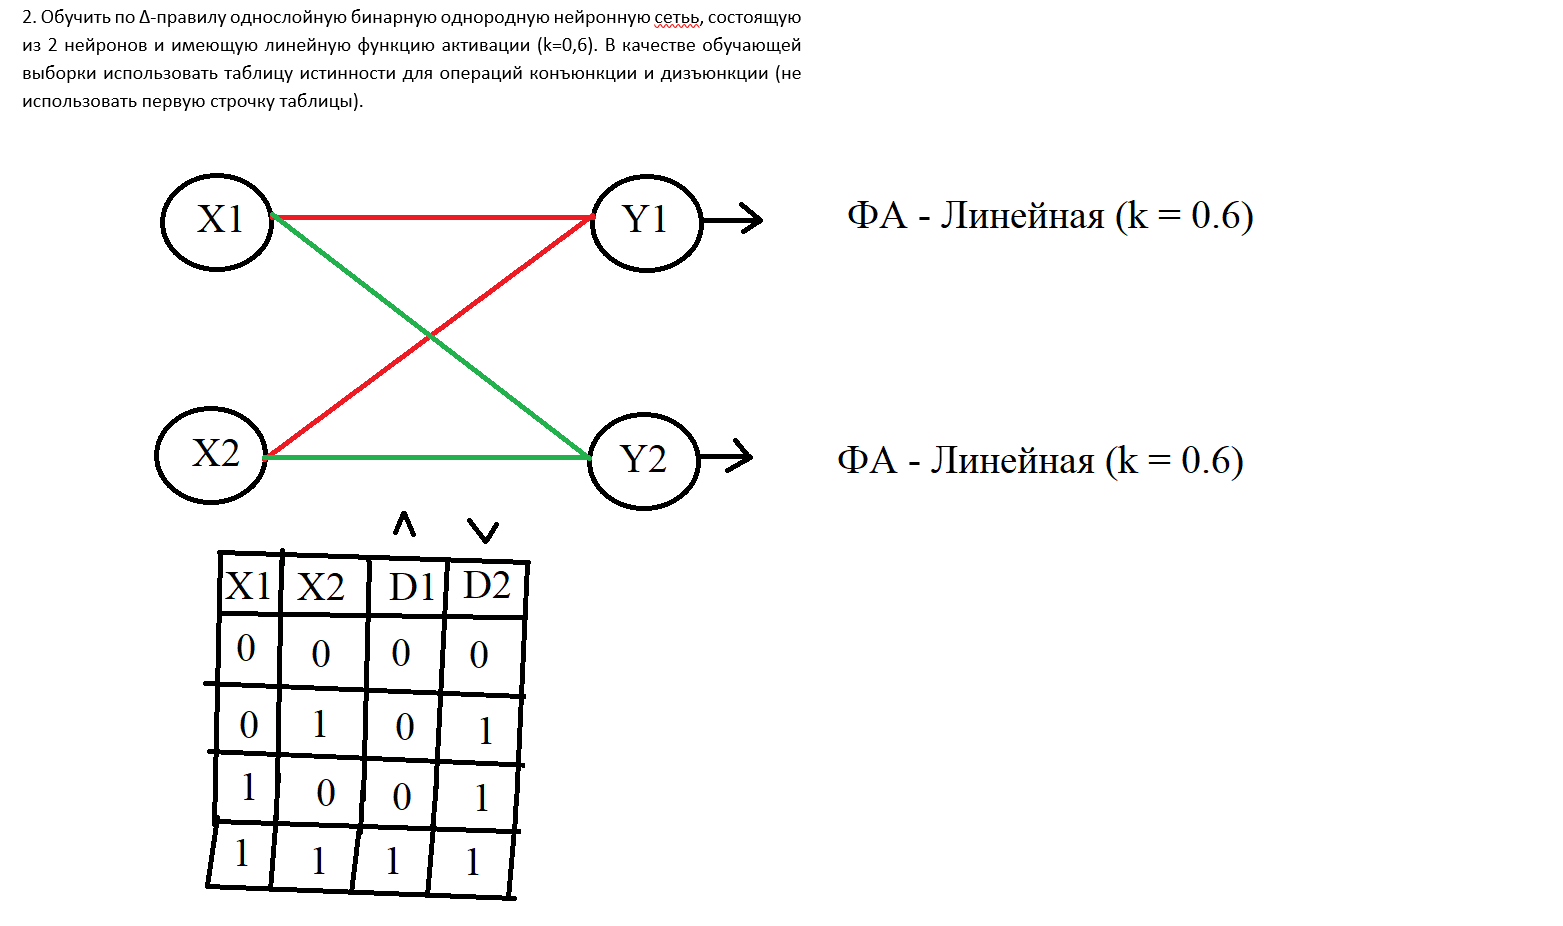 2. Обучить по Δ-правилу однослойную бинарную однородную нейронную сетьь, состоящую
из 2 нейронов и имеющую линейную функцию активации (k=0,6). В качестве обучающей
выборки использовать таблицу истинности для операций конъюнкции и дизъюнкции (не
использовать первую строчку таблицы).
X1 Y1 ФА - Линейная (k = 0.6)
X2 Y2 ФА - Линейная (k = 0.6)
∧ ∨
X1 X2 D1 D2
0 0 0 0
0 1 0 1
1 0 0 1
1 1 1 1